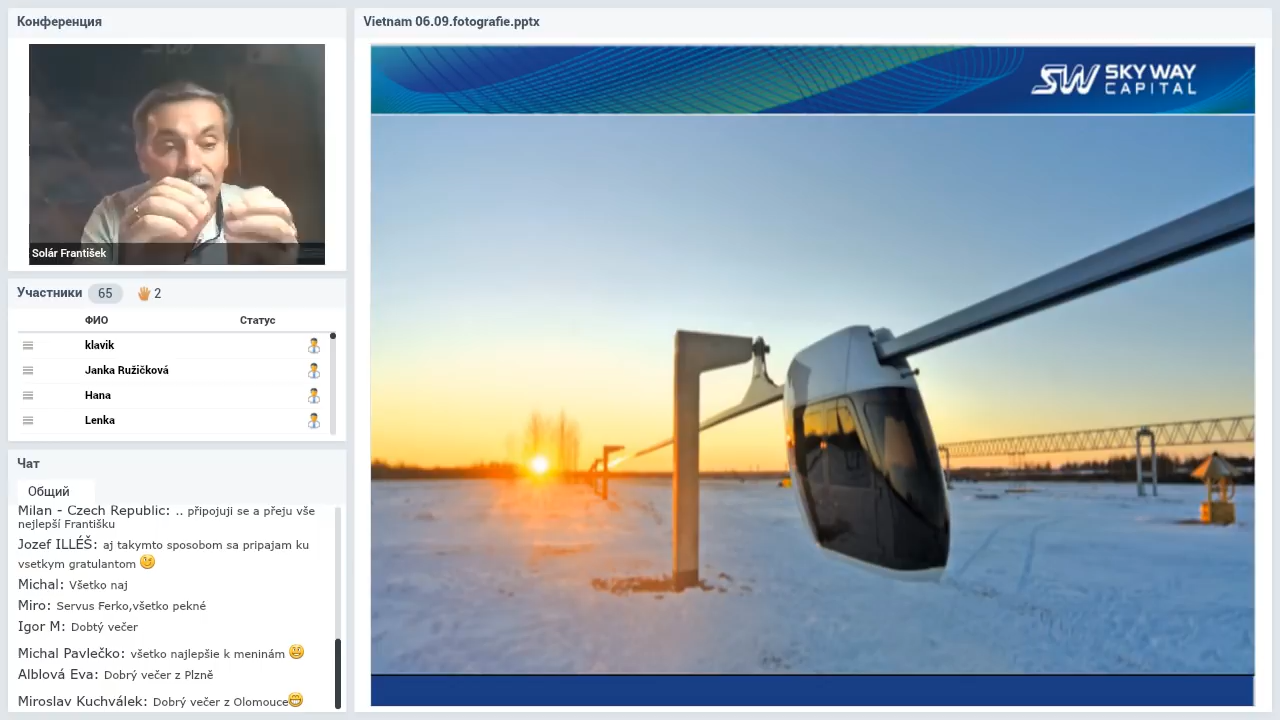 Конференция
Solár František
Участники 65 2
ФИО Статус
klavik
Janka Ružičková
Hana
Lenka
Чат
Общий
Milan - Czech Republic: .. připojuji se a přeju vše
nejlepší Františku
Jozef ILLÉŠ: aj takymto sposobom sa pripajam ku
vsetkym gratulantom
Michal: Všetko naj
Miro: Servus Ferko,všetko pekné
Igor M: Dobtý večer
Michal Pavlečko: všetko najlepšie k meninám
Alblová Eva: Dobrý večer z Plzně
Miroslav Kuchválek: Dobrý večer z Olomouce
Vietnam 06.09.fotografie.pptx
SW SKY WAY
CAPITAL